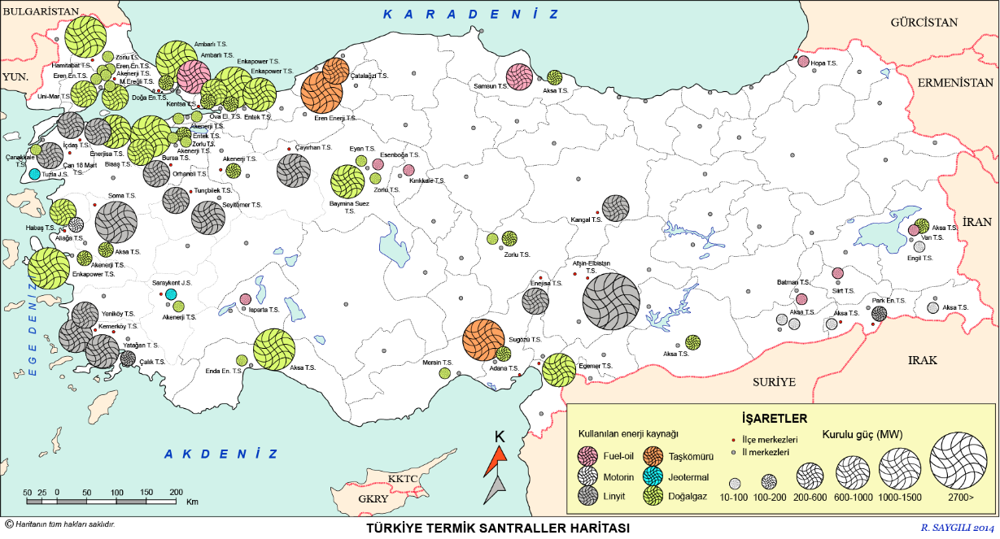 BULGARİSTAN
K A R A D E N İ Z
GÜRCİSTAN
YUN.
ERMENİSTAN
İRAN
IRAK
SURİYE
EGE DENİZİ
A K D E N İ Z
KKTC
GKRY
Ambarlı T.S.
Ambarlı T.S.
Enkapower T.S.
Enkapower T.S.
Zorlu T.S.
Hamitabat T.S.
Eren En.T.S.
Eren En.T.S.
Akenerji T.S.
M.Ereğli T.S.
Uni-Mar T.S.
Doğa En.T.S.
Kentsa T.S.
Ova El. T.S.
Entek T.S.
Çatalağzi T.S.
Eren Enerji T.S.
Samsun T.S.
Aksa T.S.
Hopa T.S.
Akenerji T.S.
Entek T.S.
Zorlu T.S.
Akenerji T.S.
İçdaş T.S.
Enerjisa T.S.
Bisaş T.S.
Bursa T.S.
Çanakkale
T.S.
Çan 18 Mart
T.S.
Tuzla J.S.
Orhaneli T.S.
Akenerji T.S.
Çayırhan T.S.
Eyan T.S.
Esenboğa T.S.
Zorlu T.S.
Kırıkkale T.S.
Baymina Suez
T.S.
Tunçbilek T.S.
Seyitömer T.S.
Soma T.S.
Habaş T.S.
Aliağa T.S.
Aksa T.S.
Akenerji T.S.
Enkapower T.S.
Kangal T.S.
Zorlu T.S.
Afşin-Elbistan
T.S.
Enejisa T.S.
Aksa T.S.
Van T.S.
Engil T.S.
Saraykent J.S.
Akenerji T.S.
Isparta T.S.
Batman T.S.
Siirt T.S.
Park En.T.S.
Aksa T.S.
Aksa T.S.
Aksa T.S.
Yeniköy T.S.
Kemerköy T.S.
Yatağan T. S.
Çalık T.S.
Enda En. T.S.
Aksa T.S.
Mersin T.S.
Sugözü T.S.
Adana T.S.
Egemer T.S.
Aksa T.S.
İŞARETLER
Kullanılan enerji kaynağı
Fuel-oil
Taşkömürü
Motorin
Jeotermal
Linyit
Doğalgaz
İlçe merkezleri
İl merkezleri
Kurulu güç (MW)
10-100
100-200
200-600
600-1000
1000-1500
2700>
K
50 25 0 50 100 150 200
Km
© Haritanın tüm hakları saklıdır.
TÜRKİYE TERMİK SANTRALLER HARİTASI
R. SAYGILI 2014